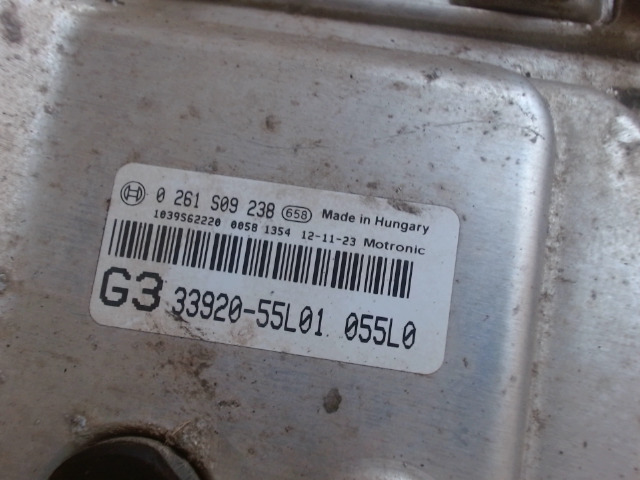 0 261 S09 238 658 Made in Hungary
1039S62220 0058 1354 12-11-23 Motronic
G3 33920-55L01 055L0